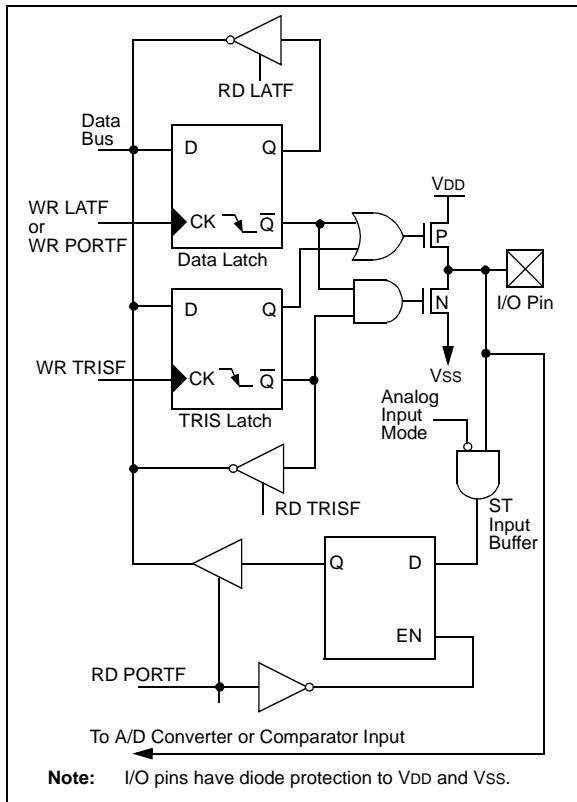 RD LATF
Data
Bus
D
Q
VDD
WR LATF
or
WR PORTF
CK
Q
P
Data Latch
I/O Pin
D
Q
N
WR TRISF
CK
Q
VSS
TRIS Latch
Analog
Input
Mode
RD TRISF
ST
Input
Buffer
Q
D
EN
RD PORTF
To A/D Converter or Comparator Input
Note: I/O pins have diode protection to VDD and VSS.